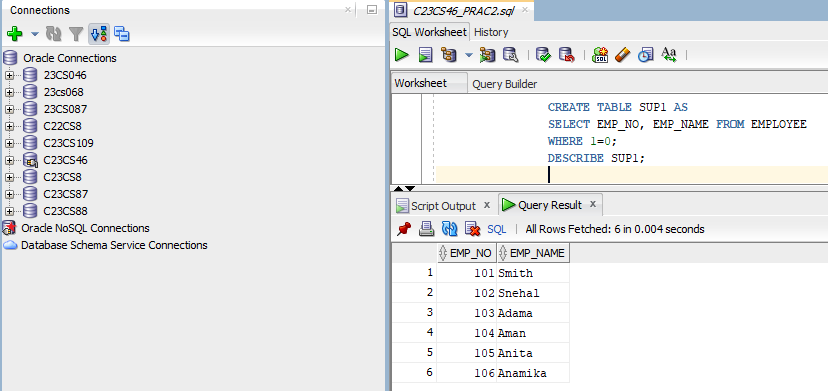 Connections
Oracle Connections
23CS046
23cs068
23CS087
C22CS8
C23CS109
C23CS46
C23CS8
C23CS87
C23CS88
Oracle NoSQL Connections
Database Schema Service Connections
C23CS46_PRAC2.sql
SQL Worksheet History
Aa
Worksheet Query Builder
CREATE TABLE SUP1 AS
SELECT EMP_NO, EMP_NAME FROM EMPLOYEE
WHERE 1=0;
DESCRIBE SUP1;
Script Output x Query Result x
SQL | All Rows Fetched: 6 in 0.004 seconds
EMP_NO EMP_NAME
1 101 Smith
2 102 Snehal
3 103 Adama
4 104 Aman
5 105 Anita
6 106 Anamika